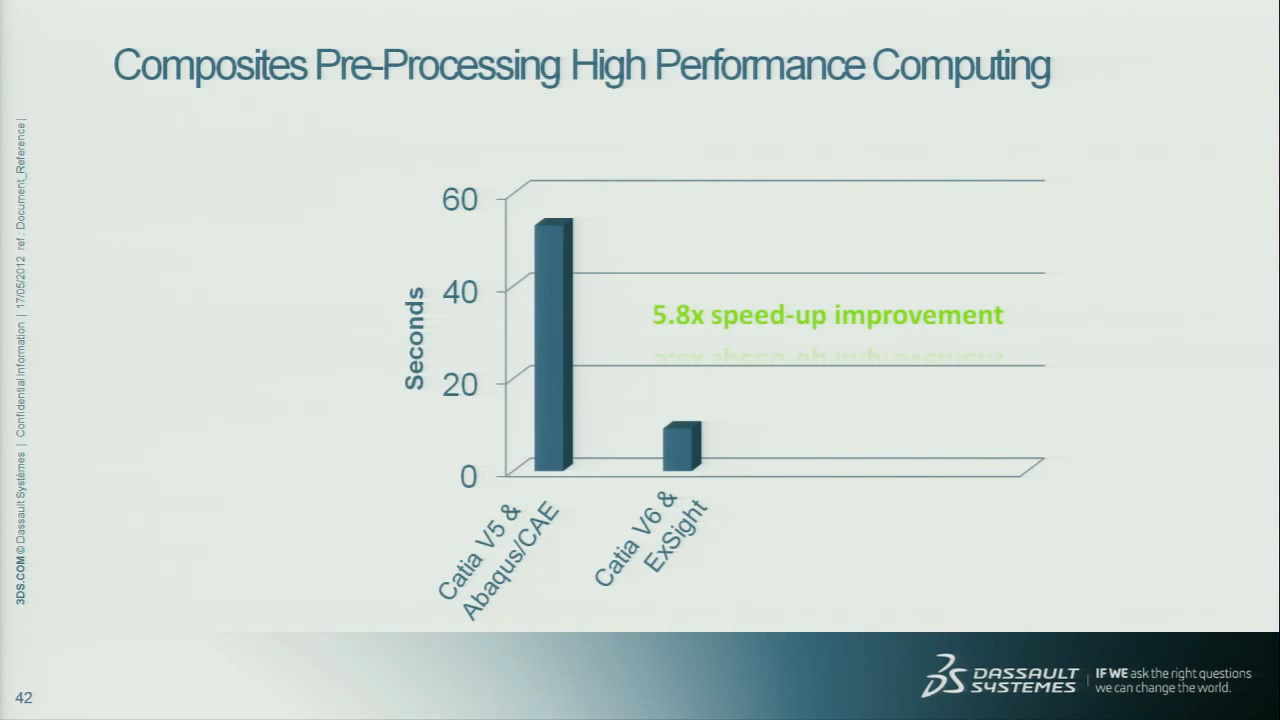 Composites Pre-Processing High Performance Computing
3DS.COM © Dassault Systèmes | Confidential Information | 17/05/2012 ref.: Document_Reference |
60
40
20
0
Seconds
5.8x speed-up improvement
Catia V5 &
Abaqus/CAE
Catia V6 &
ExSight
42
DASSAULT
SYSTEMES
IF WE ask the right questions
we can change the world.